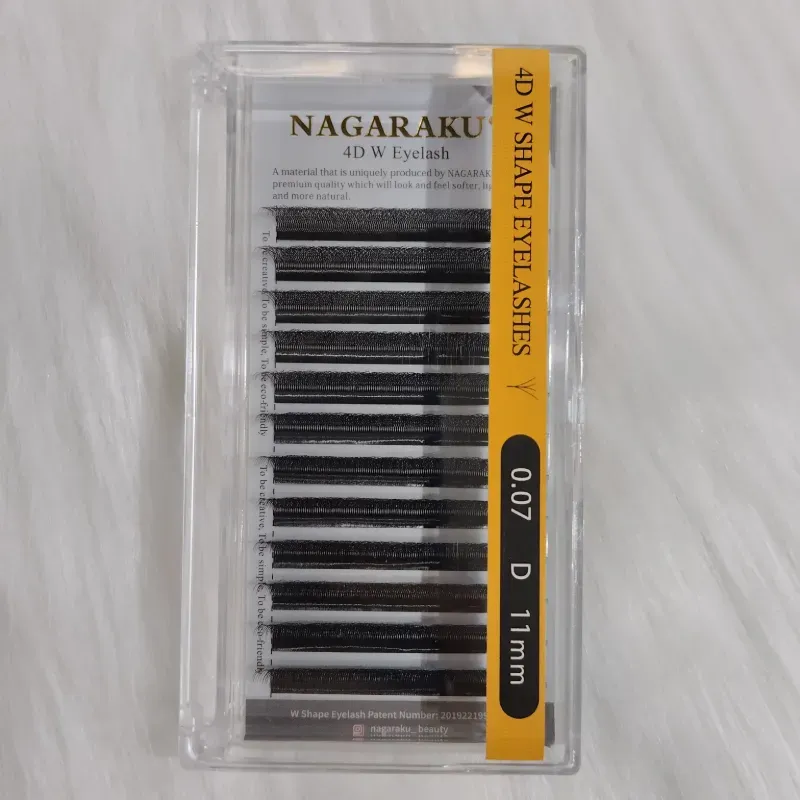 NAGARAKU
4D W Eyelash
A material that is uniquely produced by NAGARAK
premium quality which will look and feel softer, lig
and more natural.
To be creative, To be simple, To be eco-friendly
To be creative, To be simple, To be eco-friendly
W Shape Eyelash Patent Number: 201922199
nagaraku_beauty
4D W SHAPE EYELASHES
0.07 D 11mm